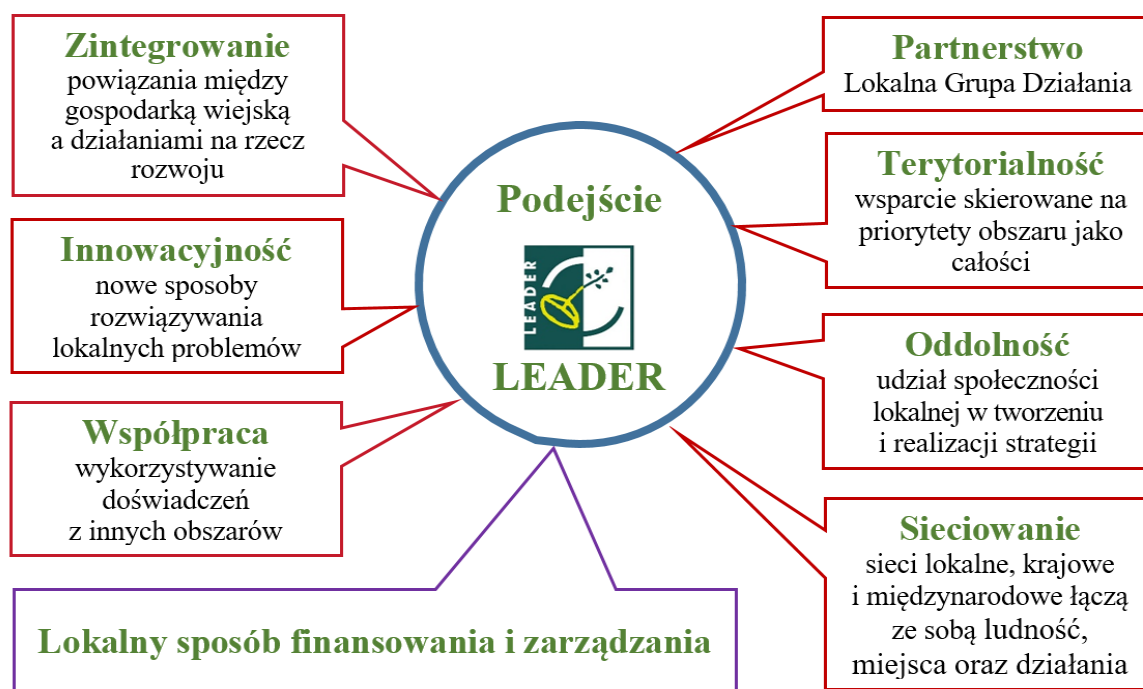 Zintegrowanie
powiązania między
gospodarką wiejską
a działaniami na rzecz
rozwoju
Innowacyjność
nowe sposoby
rozwiązywania
lokalnych problemów
Współpraca
wykorzystywanie
doświadczeń
z innych obszarów
Podejście
LEADER
LEADER
Partnerstwo
Lokalna Grupa Działania
Terytorialność
wsparcie skierowane na
priorytety obszaru jako
całości
Oddolność
udział społeczności
lokalnej w tworzeniu
i realizacji strategii
Sieciowanie
sieci lokalne, krajowe
i międzynarodowe łączą
ze sobą ludność,
miejsca oraz działania
Lokalny sposób finansowania i zarządzania